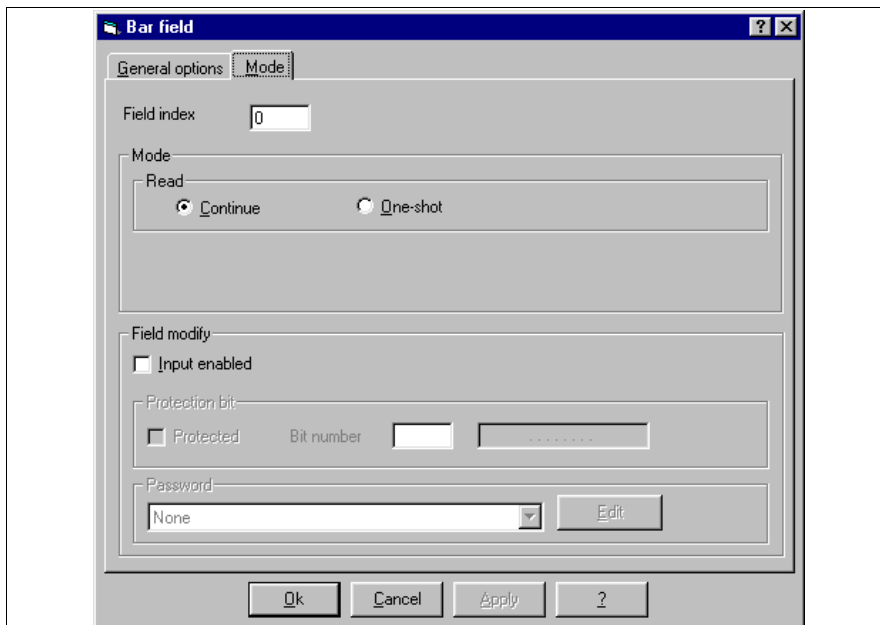 Bar field
General options Mode
Field index 0
Mode
Read
Continue One-shot
Field modify
Input enabled
Protection bit
Protected Bit number ........
Password
None Edit
Ok Cancel Apply ?